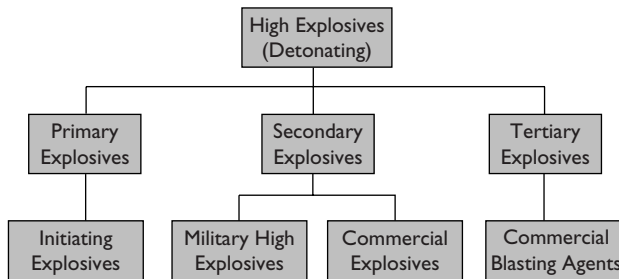 High Explosives
(Detonating)
Primary
Explosives
Secondary
Explosives
Tertiary
Explosives
Initiating
Explosives
Military High
Explosives
Commercial
Explosives
Commercial
Blasting Agents